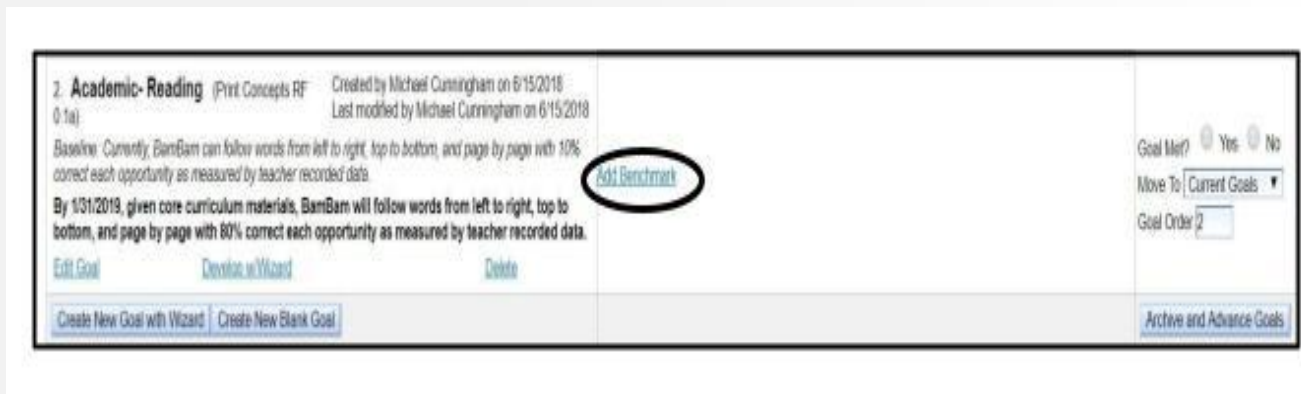 2. Academic- Reading (Print Concepts RF
0.1a)
Created by Michael Cunningham on 6/15/2018
Last modified by Michael Cunningham on 6/15/2018
Baseline: Currently, BamBam can follow words from left to right, top to bottom, and page by page with 10%
correct each opportunity as measured by teacher recorded data.
By 1/31/2019, given core curriculum materials, BamBam will follow words from left to right, top to
bottom, and page by page with 80% correct each opportunity as measured by teacher recorded data.
Edit Goal Develop w/Wizard Delete
Add Benchmark
Goal Met? Yes No
Move To Current Goals
Goal Order 2
Create New Goal with Wizard Create New Blank Goal
Archive and Advance Goals